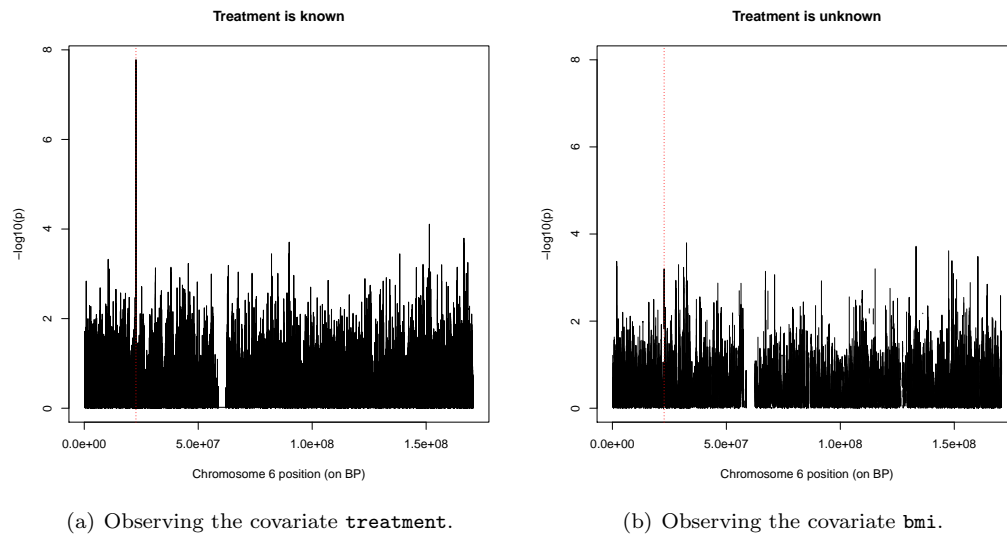 Treatment is known
8
6
4
2
0
−log10(p)
0.0e+00 5.0e+07 1.0e+08 1.5e+08
Chromosome 6 position (on BP)
(a) Observing the covariate treatment.
Treatment is unknown
8
6
4
2
0
−log10(p)
0.0e+00 5.0e+07 1.0e+08 1.5e+08
Chromosome 6 position (on BP)
(b) Observing the covariate bmi.